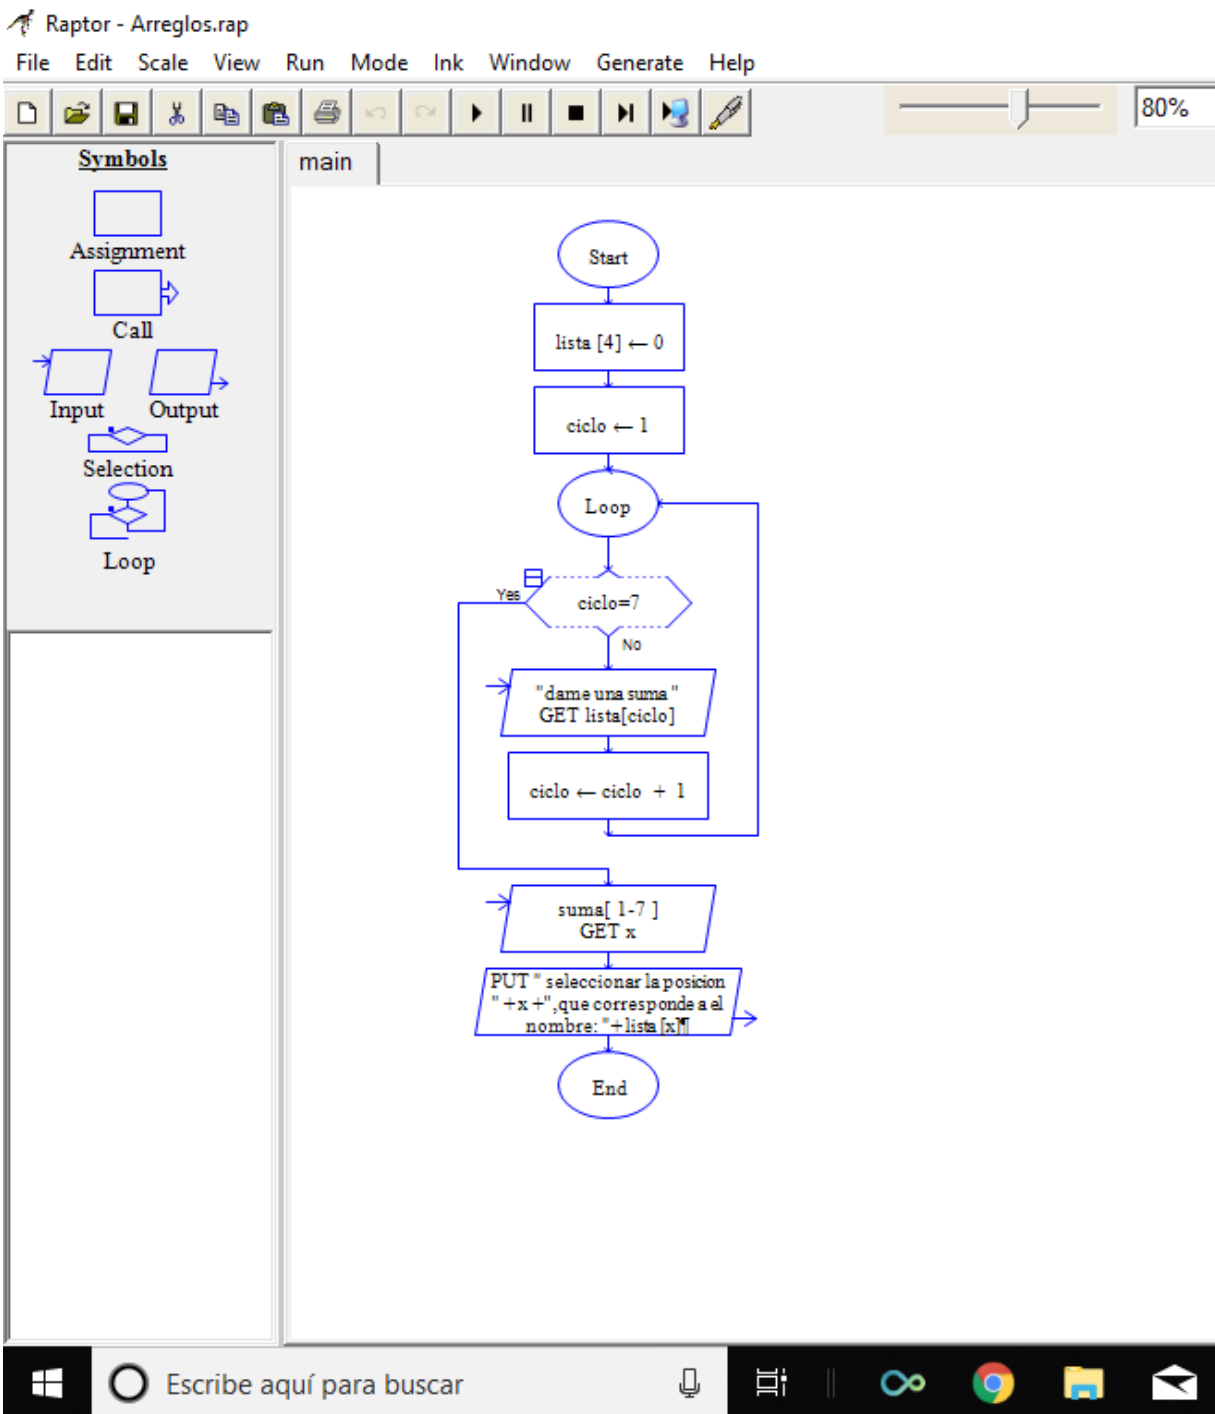 Raptor - Arreglos.rap
File Edit Scale View Run Mode Ink Window Generate Help
80%
Symbols
Assignment
Call
Input Output
Selection
Loop
main
Start
lista [4] ← 0
ciclo ← 1
Loop
Yes
ciclo=7
No
"dame una suma "
GET lista[ciclo]
ciclo ← ciclo + 1
suma[ 1-7 ]
GET x
PUT " seleccionar la posicion
" +x +",que corresponde a el
nombre: "+lista [x]¶
End
Escribe aquí para buscar